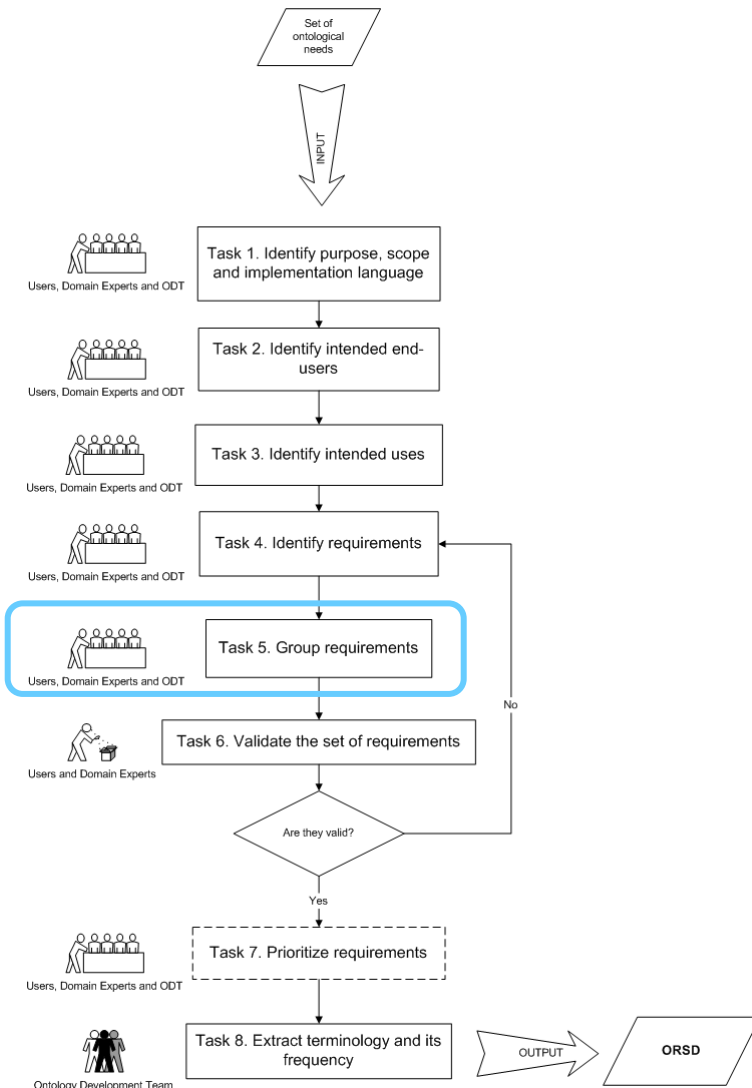 Set of
ontological
needs
INPUT
Task 1. Identify purpose, scope
and implementation language
Users, Domain Experts and ODT
Task 2. Identify intended end-
users
Users, Domain Experts and ODT
Task 3. Identify intended uses
Users, Domain Experts and ODT
Task 4. Identify requirements
Users, Domain Experts and ODT
Task 5. Group requirements
Users, Domain Experts and ODT
No
Task 6. Validate the set of requirements
Users and Domain Experts
Are they valid?
Yes
Task 7. Prioritize requirements
Users, Domain Experts and ODT
Task 8. Extract terminology and its
frequency
Ontology Development Team
OUTPUT
ORSD